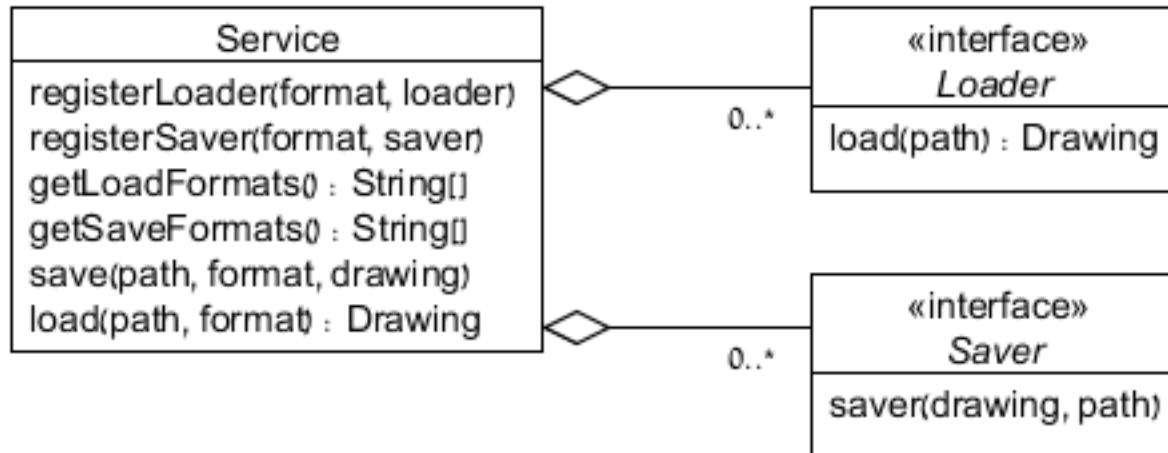 Service
registerLoader(format, loader)
registerSaver(format, saver)
getLoadFormats() : String[]
getSaveFormats() : String[]
save(path, format, drawing)
load(path, format) : Drawing
0..*
«interface»
Loader
load(path) : Drawing
0..*
«interface»
Saver
saver(drawing, path)